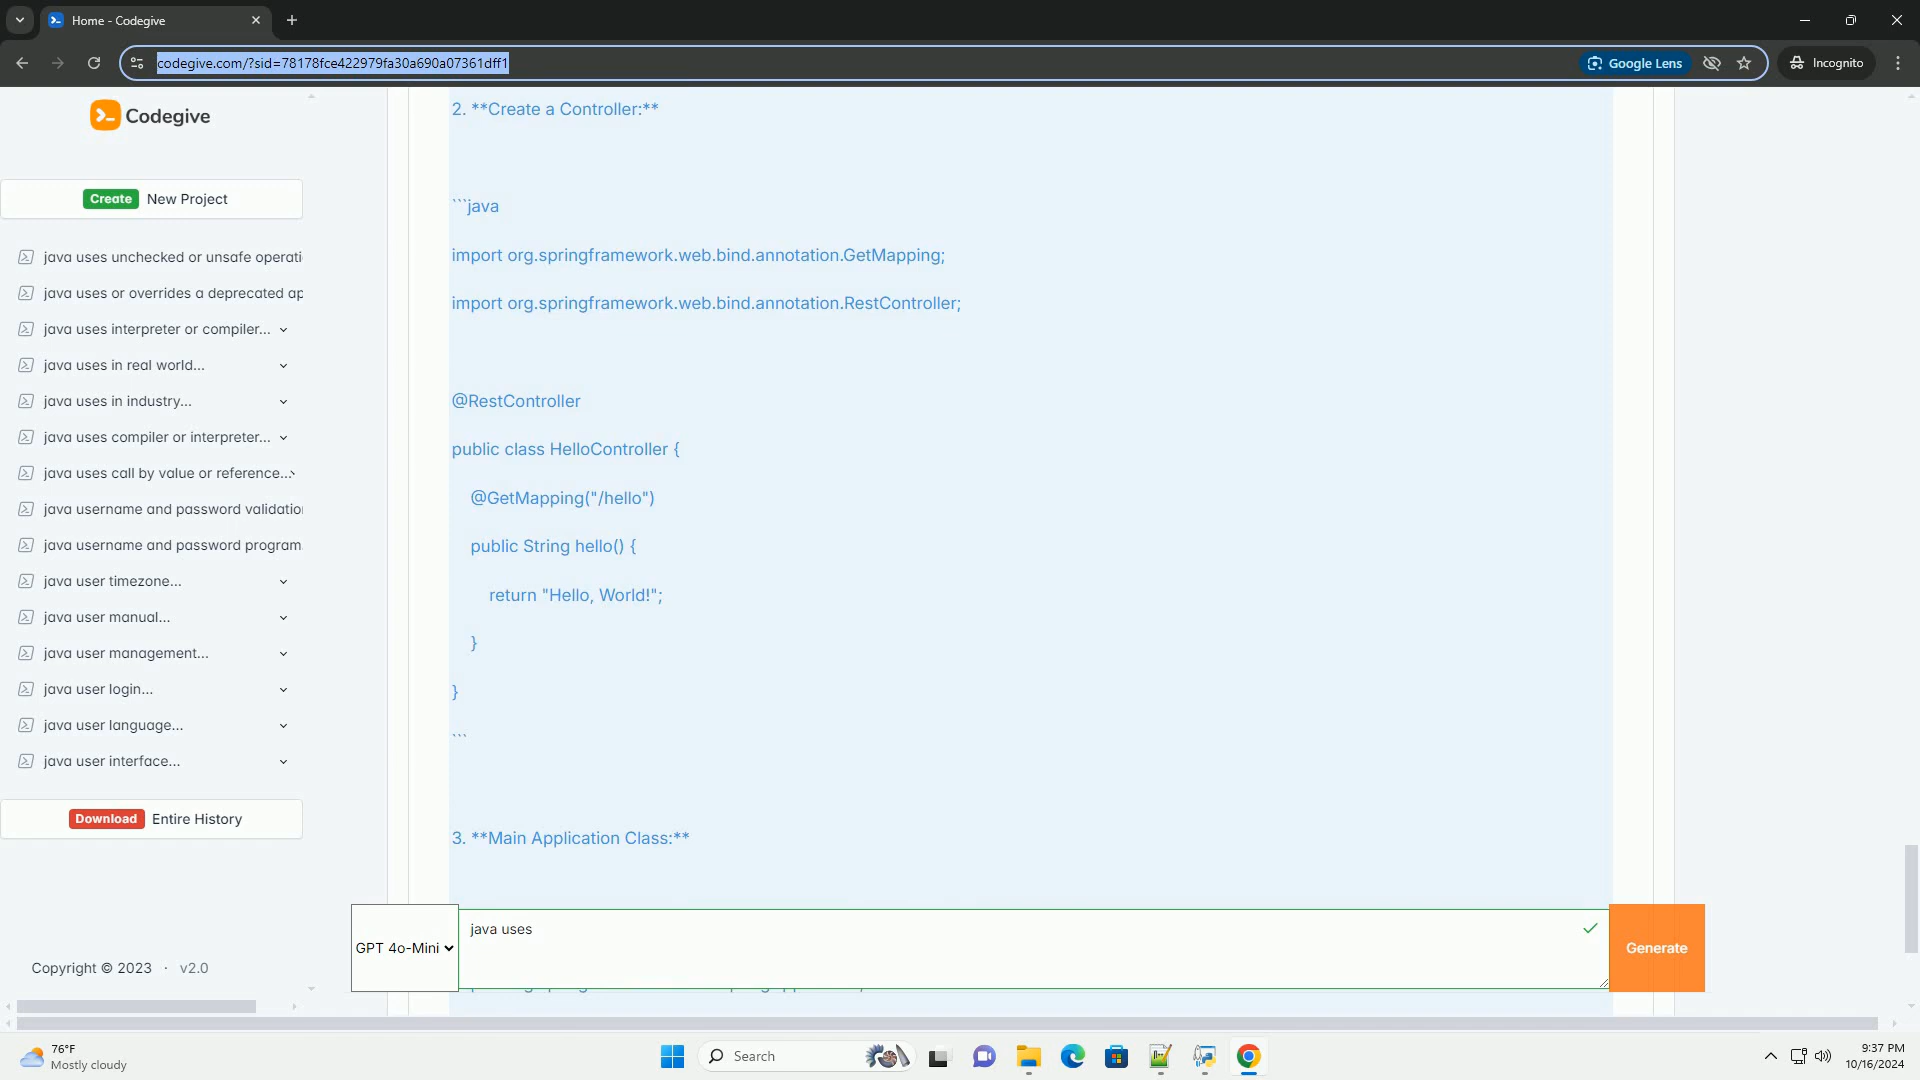 Home - Codegive
codegive.com/?sid=78178fce422979fa30a690a07361dff1
Google Lens
Incognito
Codegive
Create New Project
java uses unchecked or unsafe operati
java uses or overrides a deprecated ap
java uses interpreter or compiler...
java uses in real world...
java uses in industry...
java uses compiler or interpreter...
java uses call by value or reference...
java username and password validation
java username and password program.
java user timezone...
java user manual...
java user management...
java user login...
java user language...
java user interface...
Download Entire History
Copyright © 2023 · v2.0
2. **Create a Controller:**
```java
import org.springframework.web.bind.annotation.GetMapping;
import org.springframework.web.bind.annotation.RestController;
@RestController
public class HelloController {
@GetMapping("/hello")
public String hello() {
return "Hello, World!";
}
}
```
3. **Main Application Class:**
GPT 4o-Mini
java uses
Generate
76°F
Mostly cloudy
Search
9:37 PM
10/16/2024